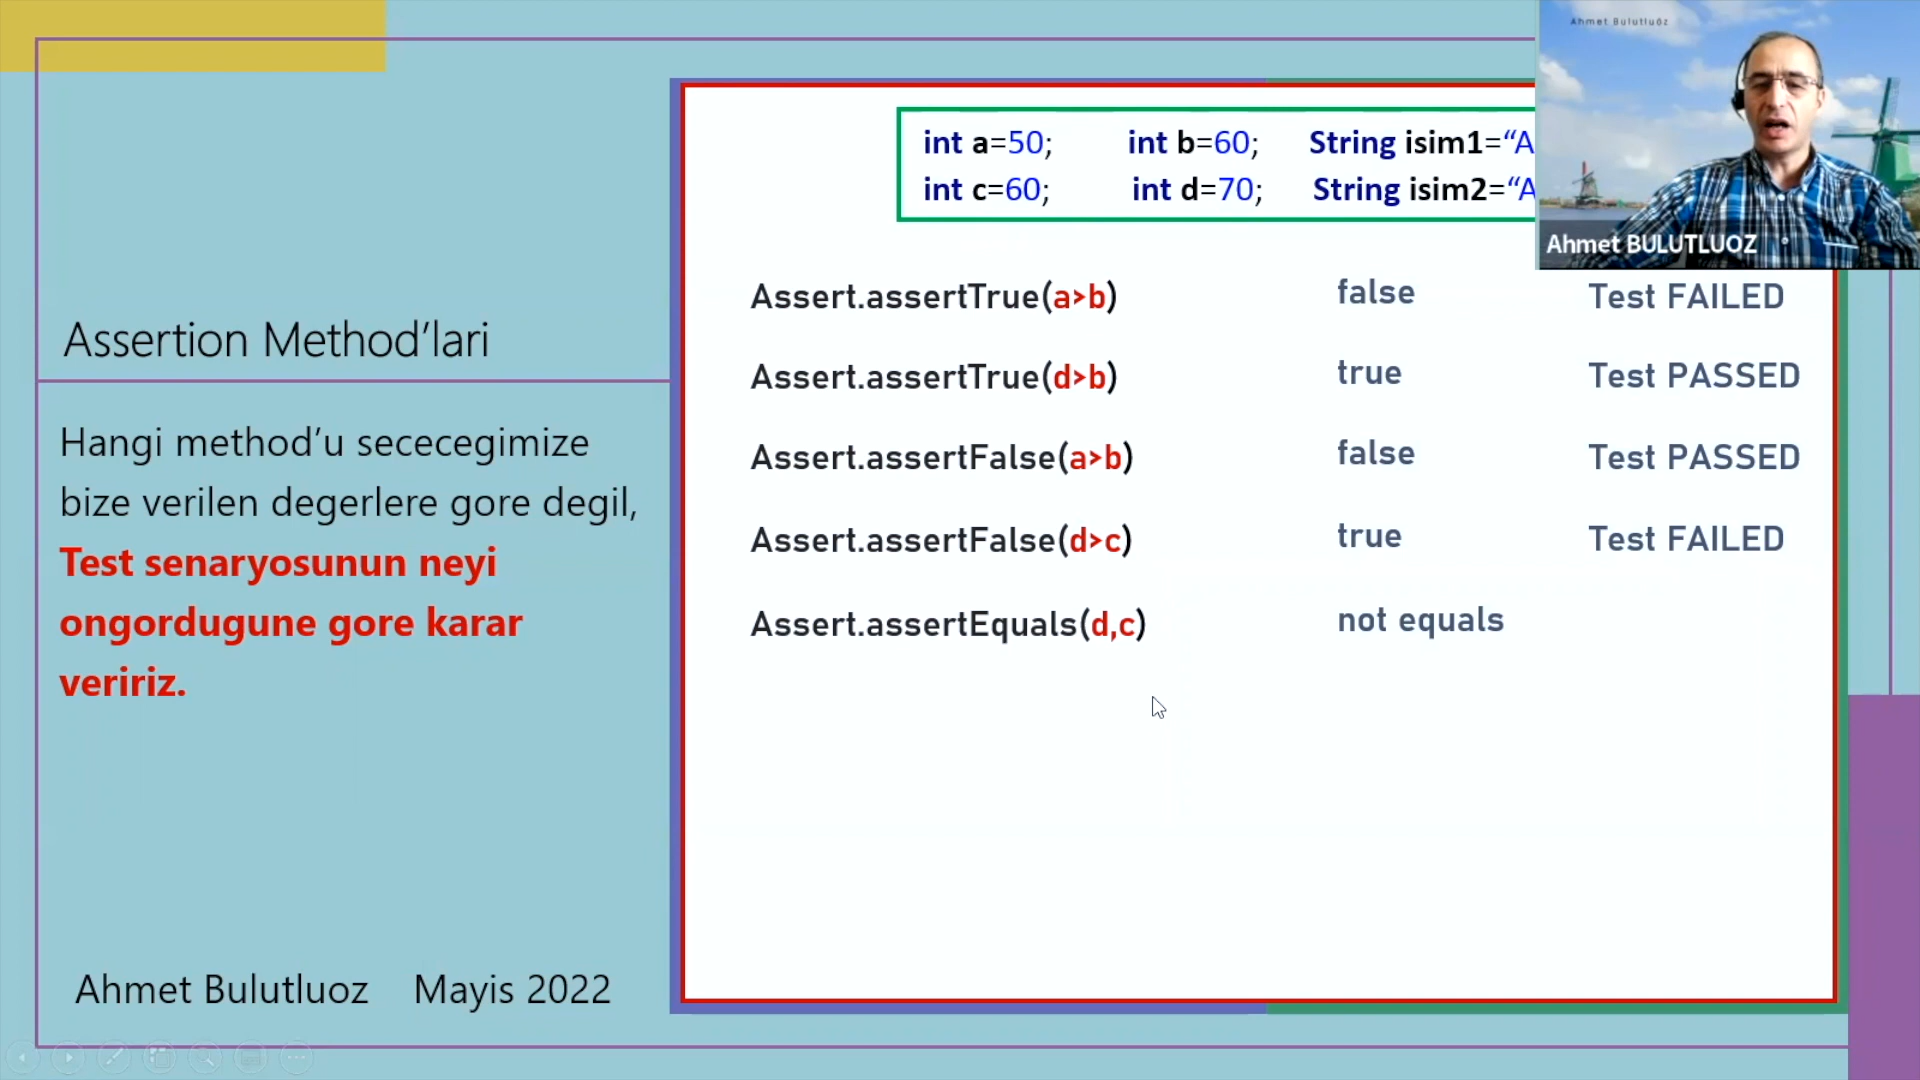 Assertion Method’lari
Hangi method’u sececegimize
bize verilen degerlere gore degil,
Test senaryosunun neyi
ongordugune gore karar
veririz.
Ahmet Bulutluoz Mayis 2022
int a=50; int b=60; String isim1=“A
int c=60; int d=70; String isim2=“A
Assert.assertTrue(a>b) false Test FAILED
Assert.assertTrue(d>b) true Test PASSED
Assert.assertFalse(a>b) false Test PASSED
Assert.assertFalse(d>c) true Test FAILED
Assert.assertEquals(d,c) not equals
Ahmet Bulutluöz
Ahmet BULUTLUOZ